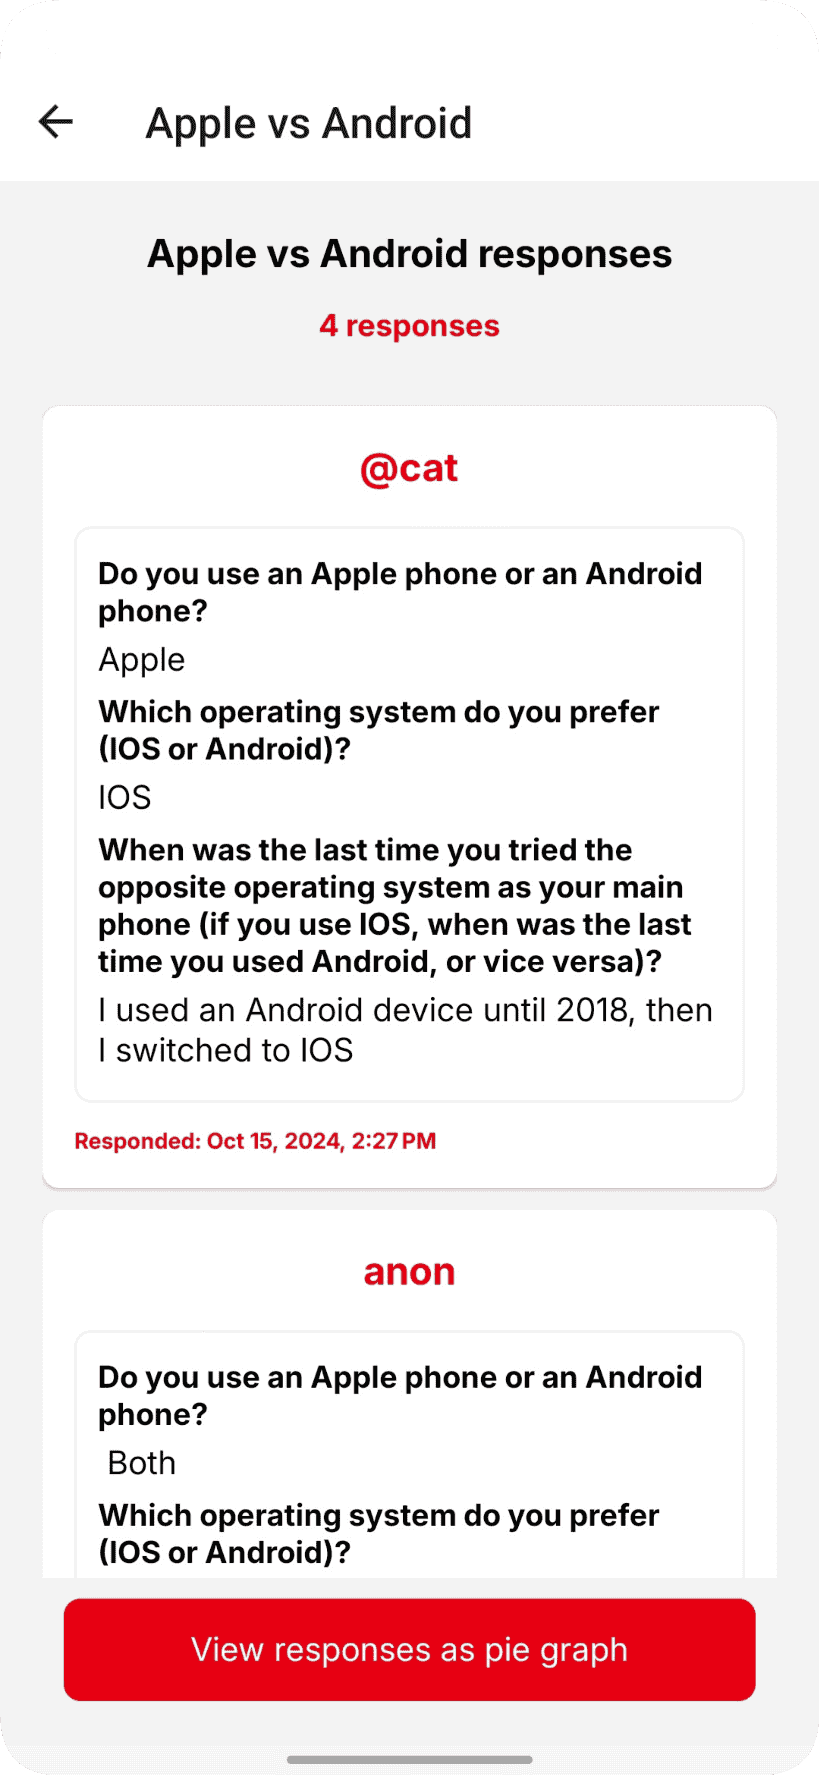 Apple vs Android
Apple vs Android responses
4 responses
@cat
Do you use an Apple phone or an Android
phone?
Apple
Which operating system do you prefer
(IOS or Android)?
IOS
When was the last time you tried the
opposite operating system as your main
phone (if you use IOS, when was the last
time you used Android, or vice versa)?
I used an Android device until 2018, then
I switched to IOS
Responded: Oct 15, 2024, 2:27 PM
anon
Do you use an Apple phone or an Android
phone?
Both
Which operating system do you prefer
(IOS or Android)?
View responses as pie graph